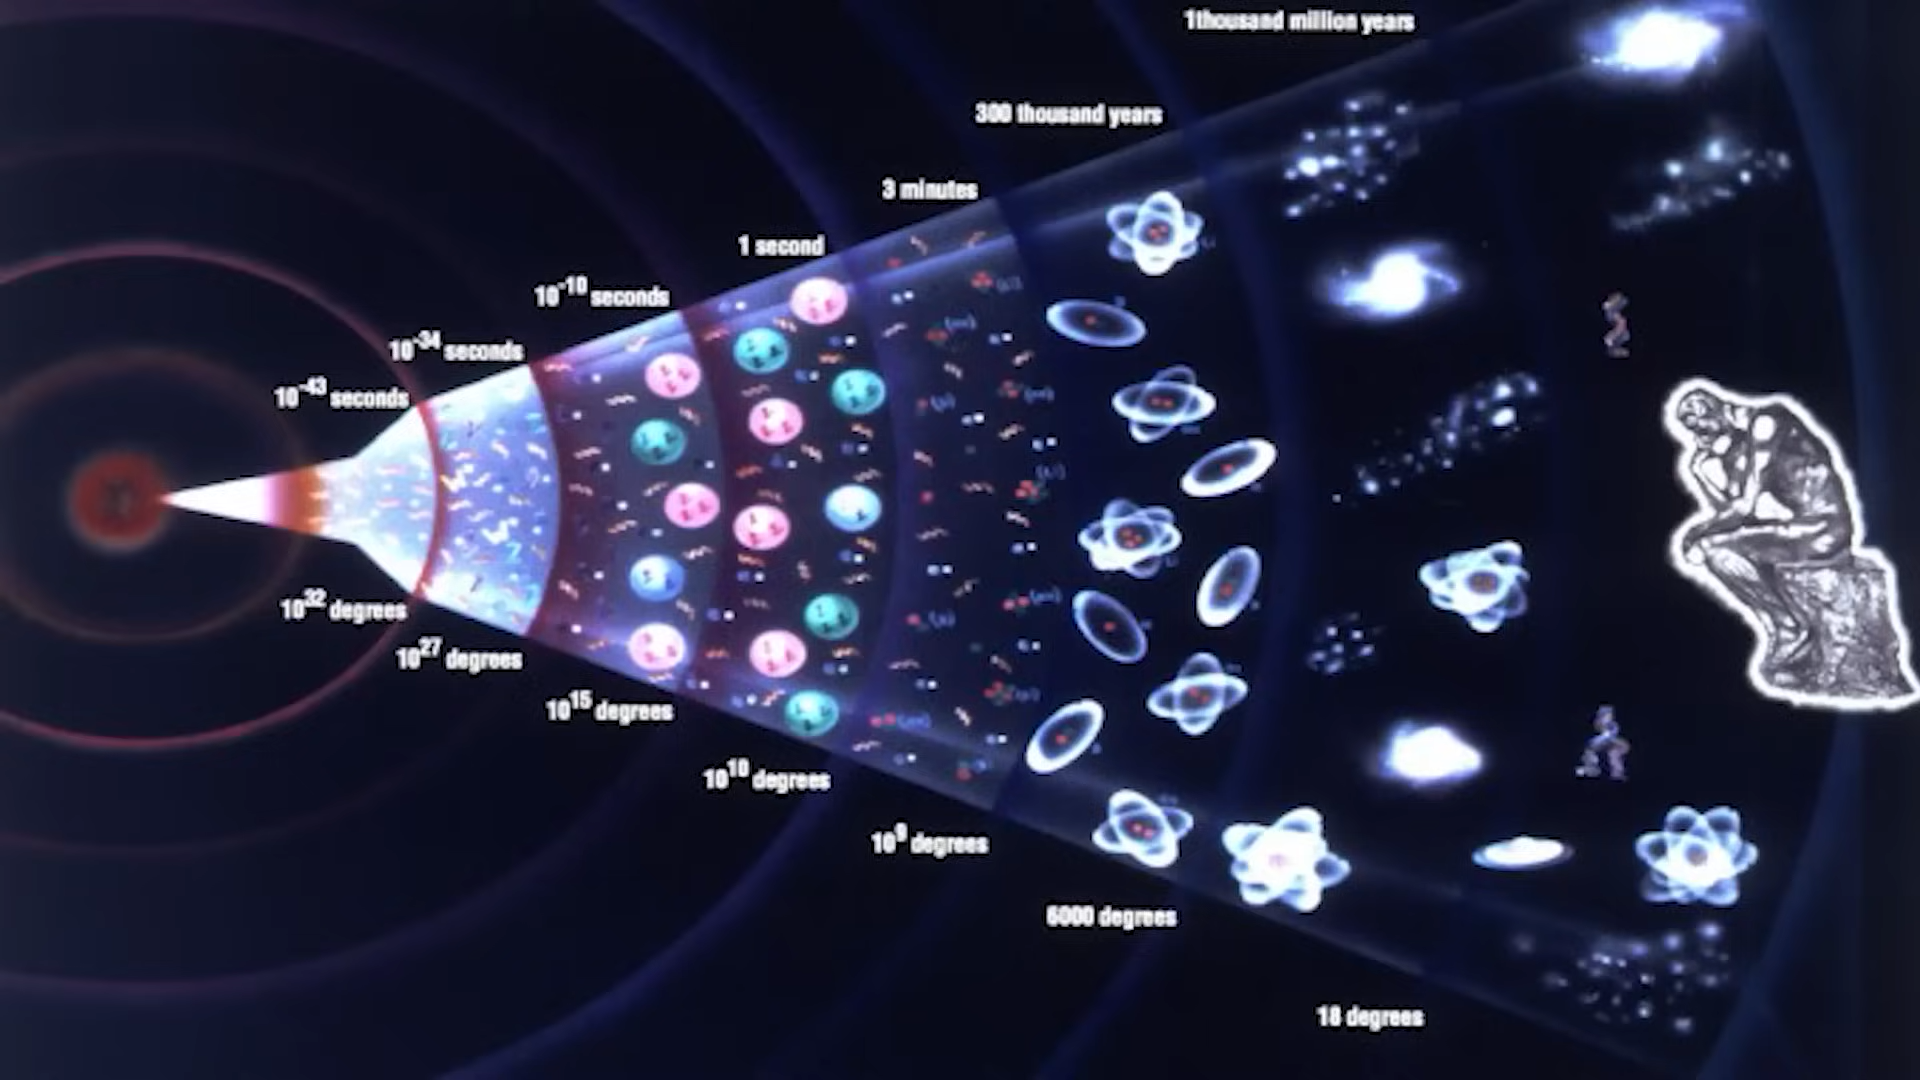 1thousand million years
300 thousand years
3 minutes
1 second
10⁻¹⁰ seconds
10⁻³⁴ seconds
10⁻⁴³ seconds
10³² degrees
10²⁷ degrees
10¹⁵ degrees
10¹⁰ degrees
10⁹ degrees
6000 degrees
18 degrees